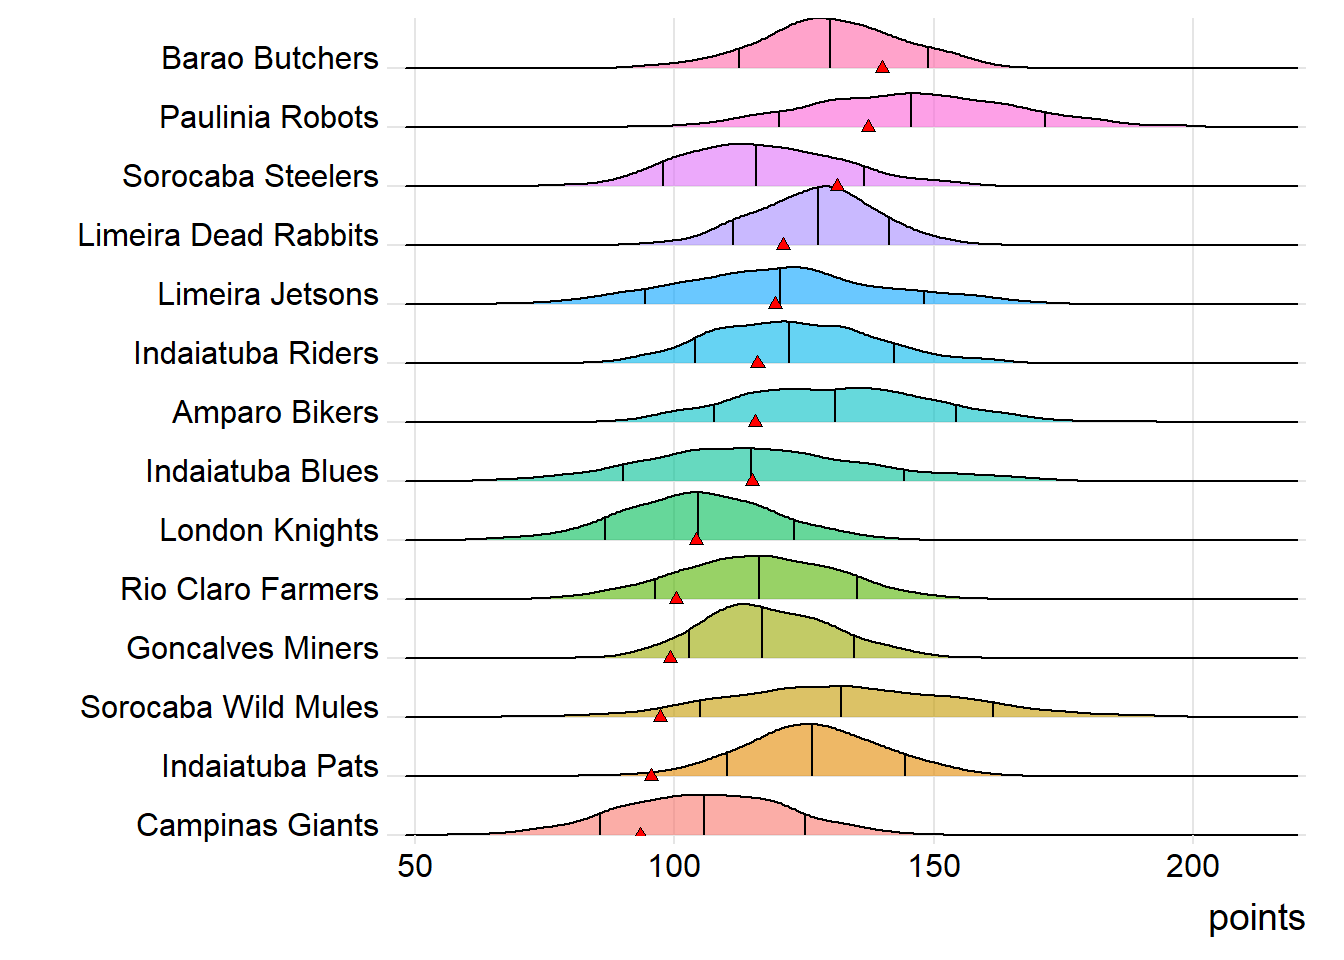 Barao Butchers
Paulinia Robots
Sorocaba Steelers
Limeira Dead Rabbits
Limeira Jetsons
Indaiatuba Riders
Amparo Bikers
Indaiatuba Blues
London Knights
Rio Claro Farmers
Goncalves Miners
Sorocaba Wild Mules
Indaiatuba Pats
Campinas Giants
50 100 150 200
points